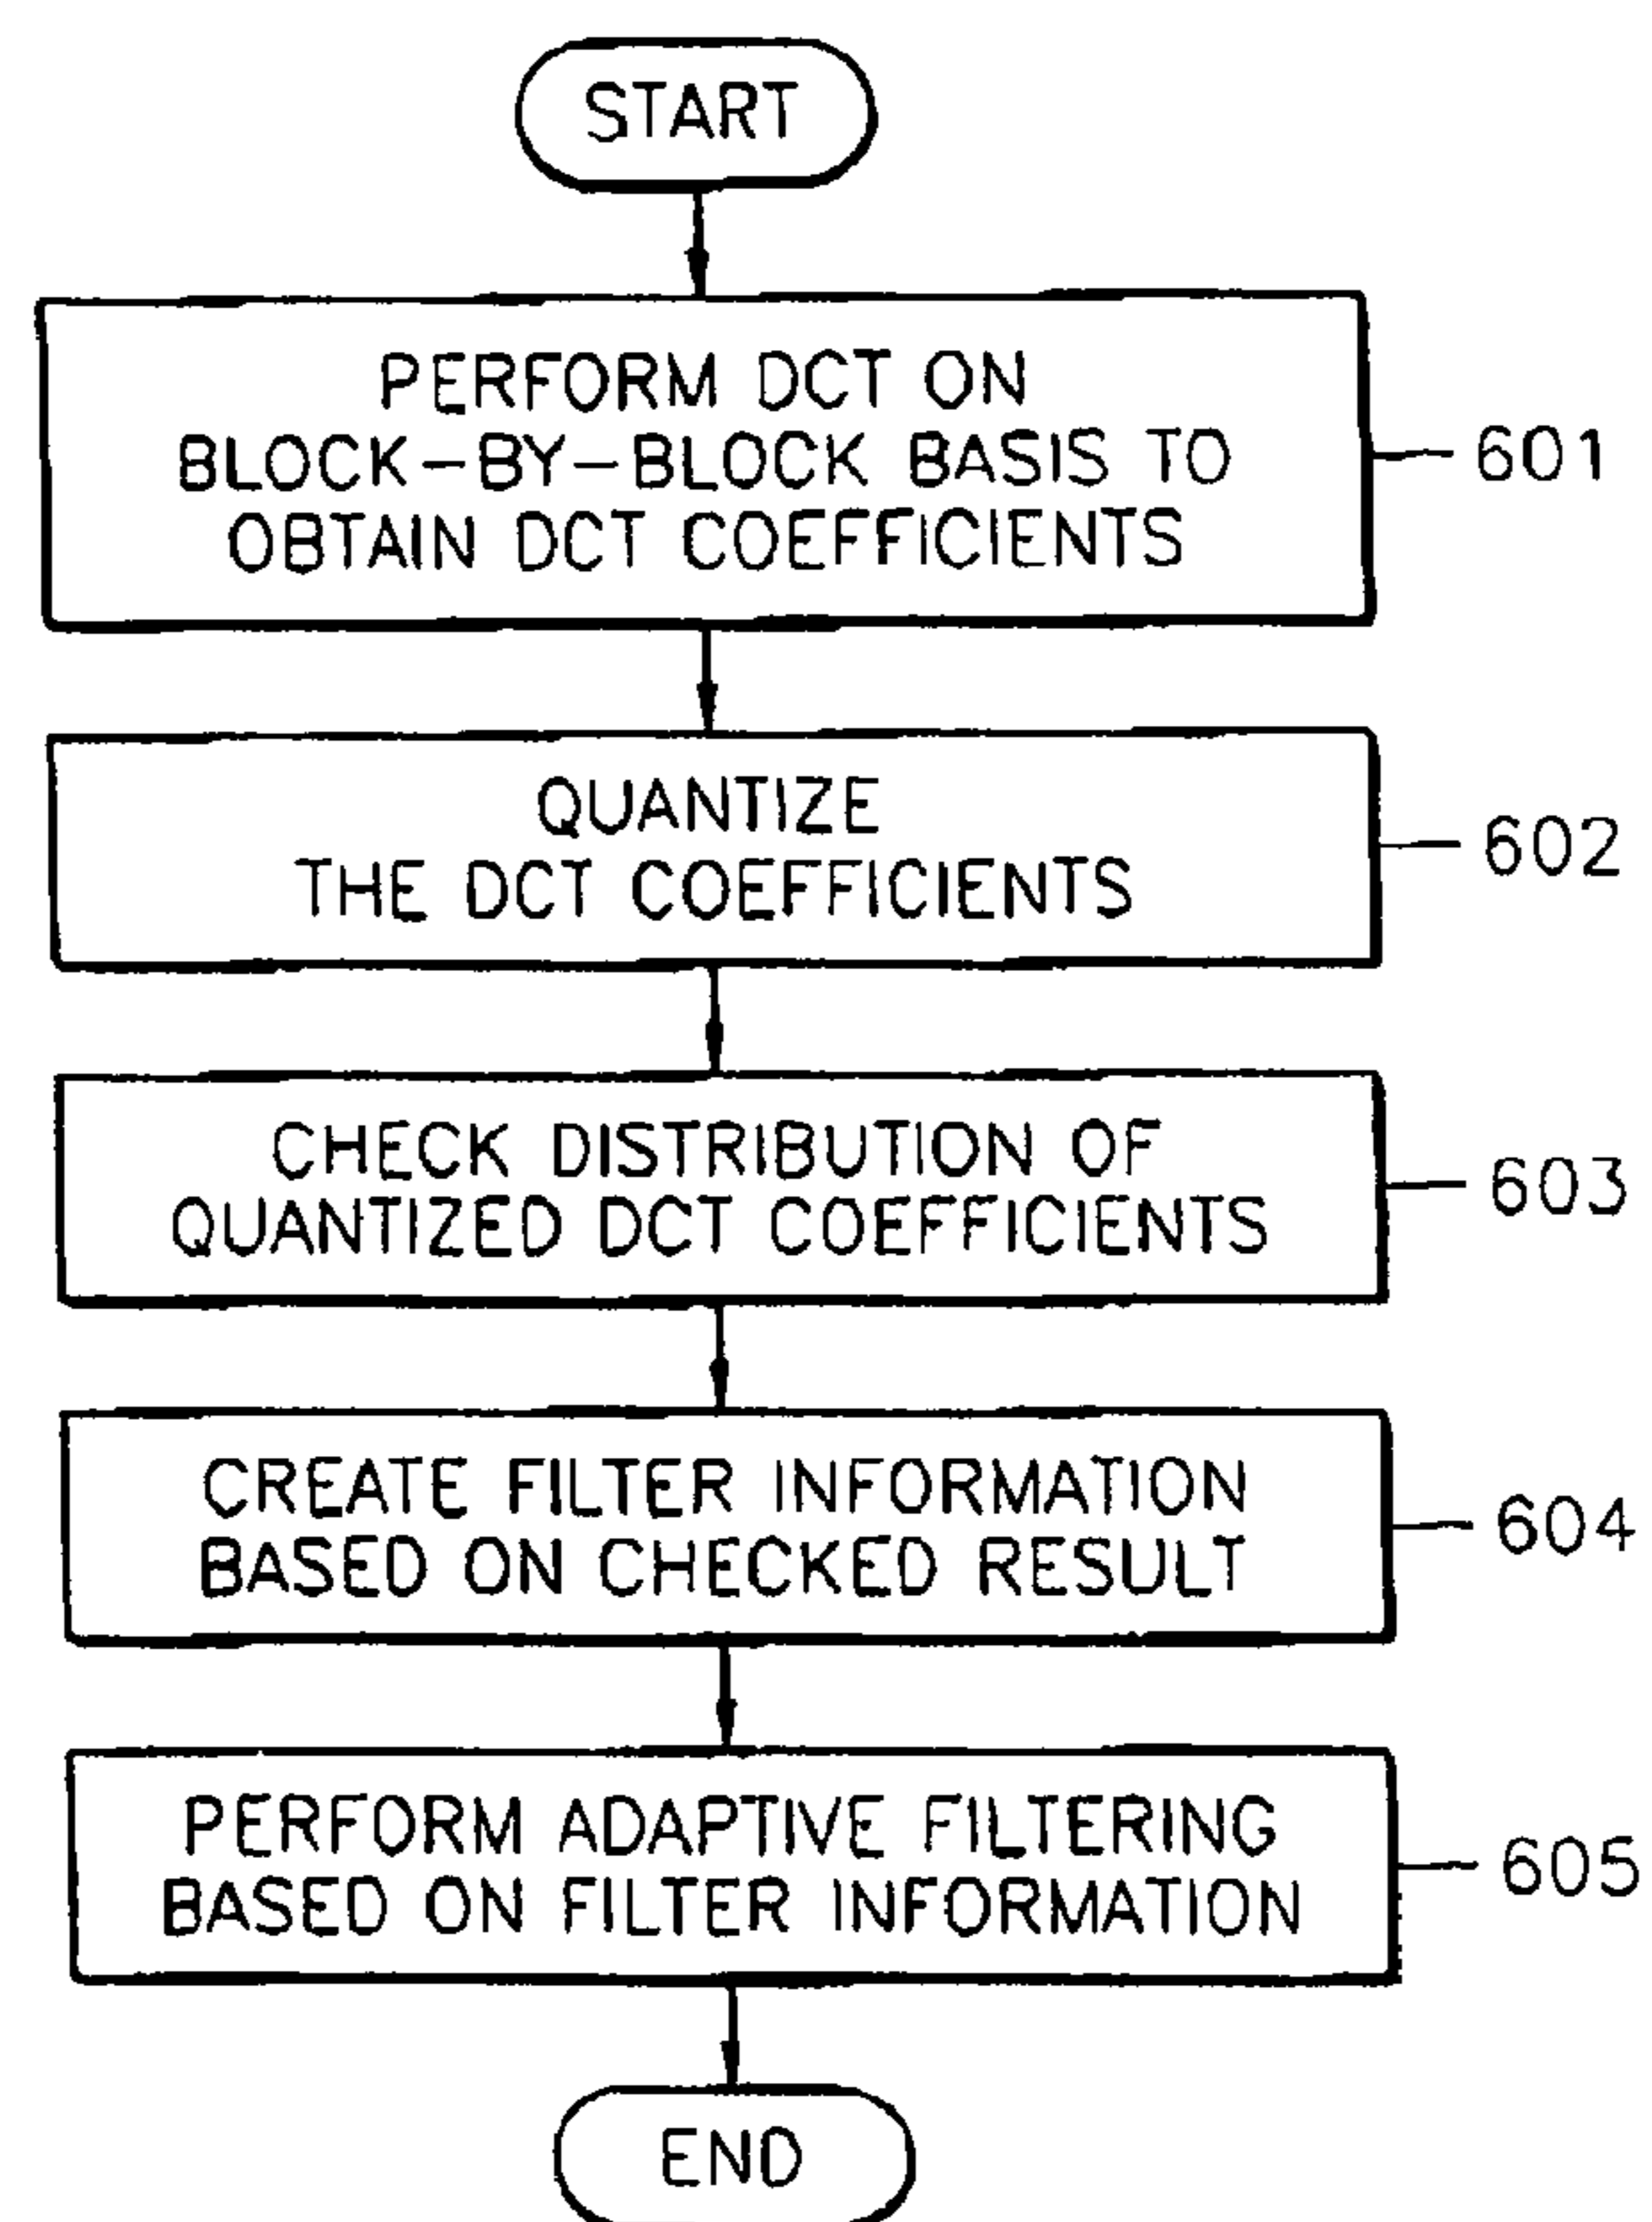 START
PERFORM DCT ON
BLOCK-BY-BLOCK BASIS TO
OBTAIN DCT COEFFICIENTS
601
QUANTIZE
THE DCT COEFFICIENTS
602
CHECK DISTRIBUTION OF
QUANTIZED DCT COEFFICIENTS
603
CREATE FILTER INFORMATION
BASED ON CHECKED RESULT
604
PERFORM ADAPTIVE FILTERING
BASED ON FILTER INFORMATION
605
END